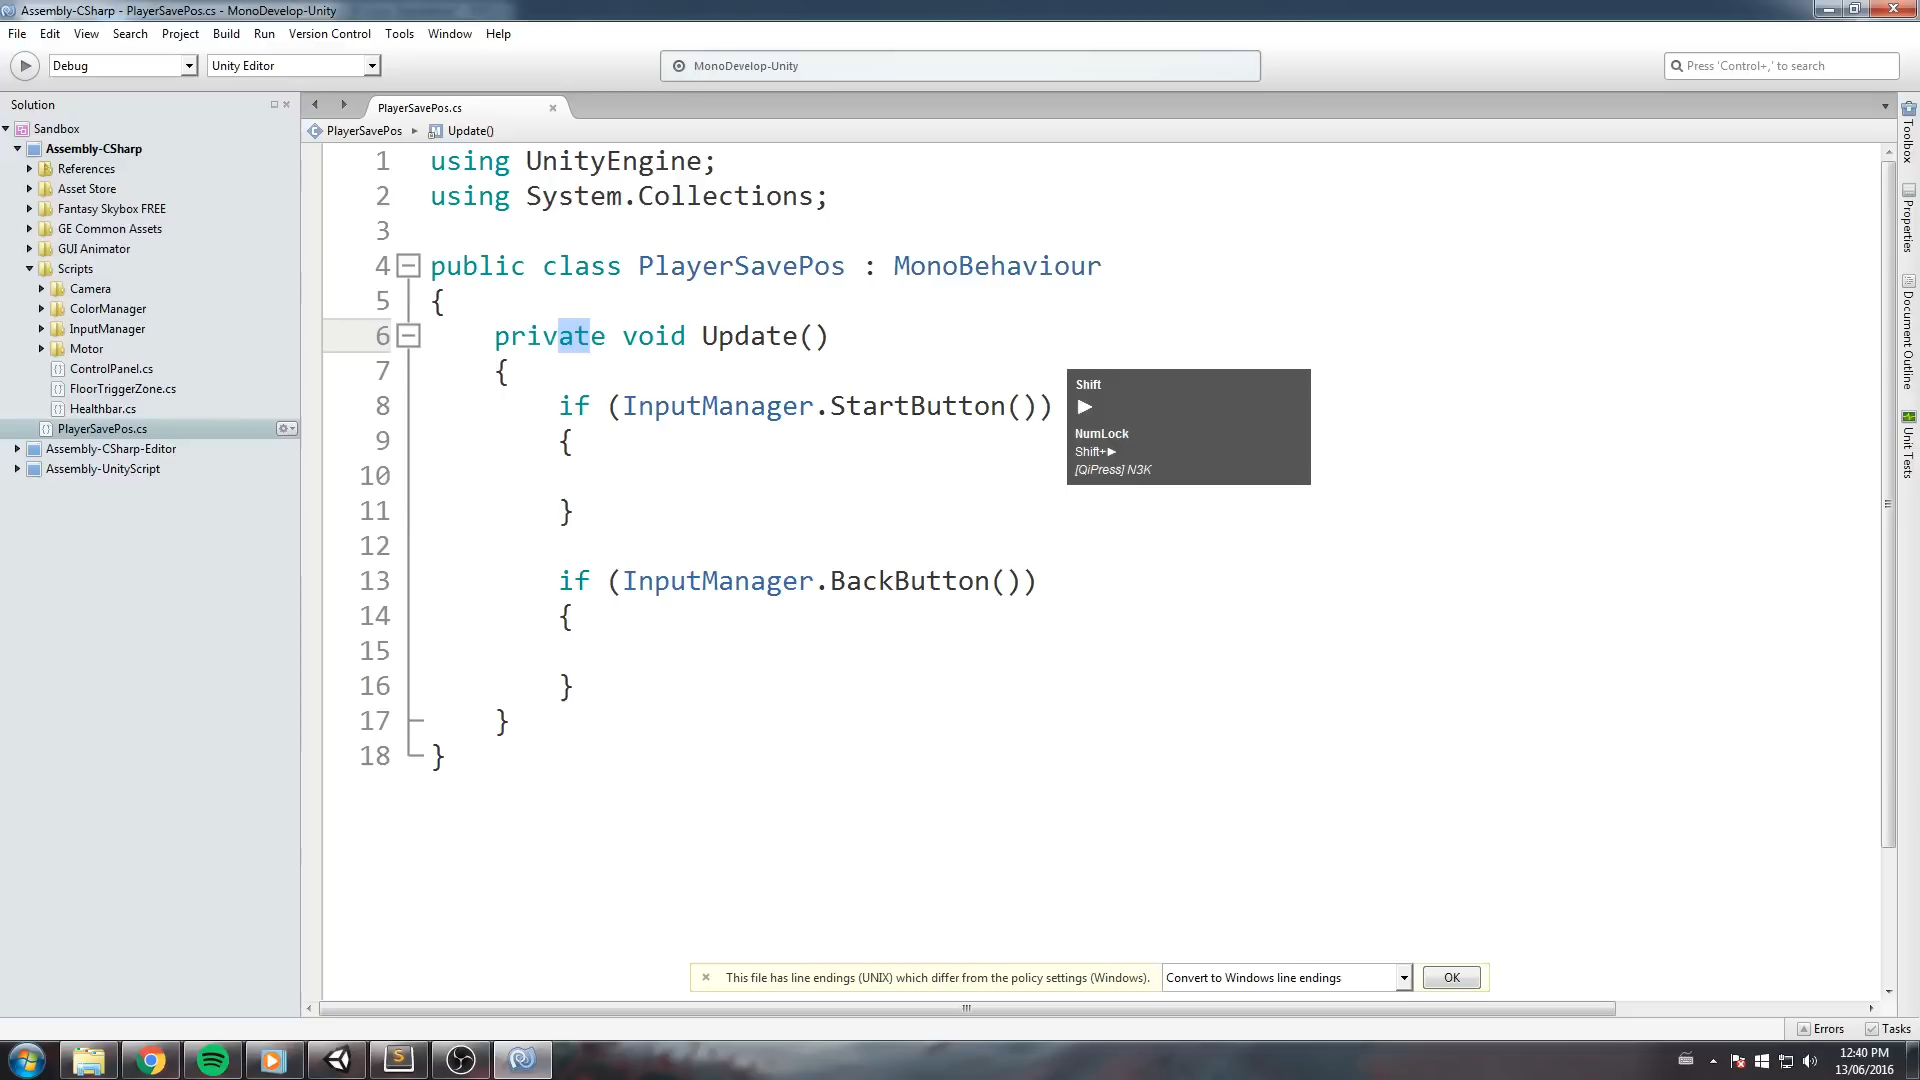 Assembly-CSharp - PlayerSavePos.cs - MonoDevelop-Unity
File Edit View Search Project Build Run Version Control Tools Window Help
Debug Unity Editor MonoDevelop-Unity Press 'Control+,' to search
Solution
Sandbox
Assembly-CSharp
References
Asset Store
Fantasy Skybox FREE
GE Common Assets
GUI Animator
Scripts
Camera
ColorManager
InputManager
Motor
ControlPanel.cs
FloorTriggerZone.cs
Healthbar.cs
PlayerSavePos.cs
Assembly-CSharp-Editor
Assembly-UnityScript
PlayerSavePos.cs
PlayerSavePos Update()
1 using UnityEngine;
2 using System.Collections;
3
4 public class PlayerSavePos : MonoBehaviour
5 {
6 private void Update()
7 {
8 if (InputManager.StartButton())
9 {
10
11 }
12
13 if (InputManager.BackButton())
14 {
15
16 }
17 }
18 }
Shift
NumLock
Shift+▶
[QiPress] N3K
This file has line endings (UNIX) which differ from the policy settings (Windows). Convert to Windows line endings OK
Toolbox
Properties
Document Outline
Unit Tests
Errors Tasks
12:40 PM
13/06/2016